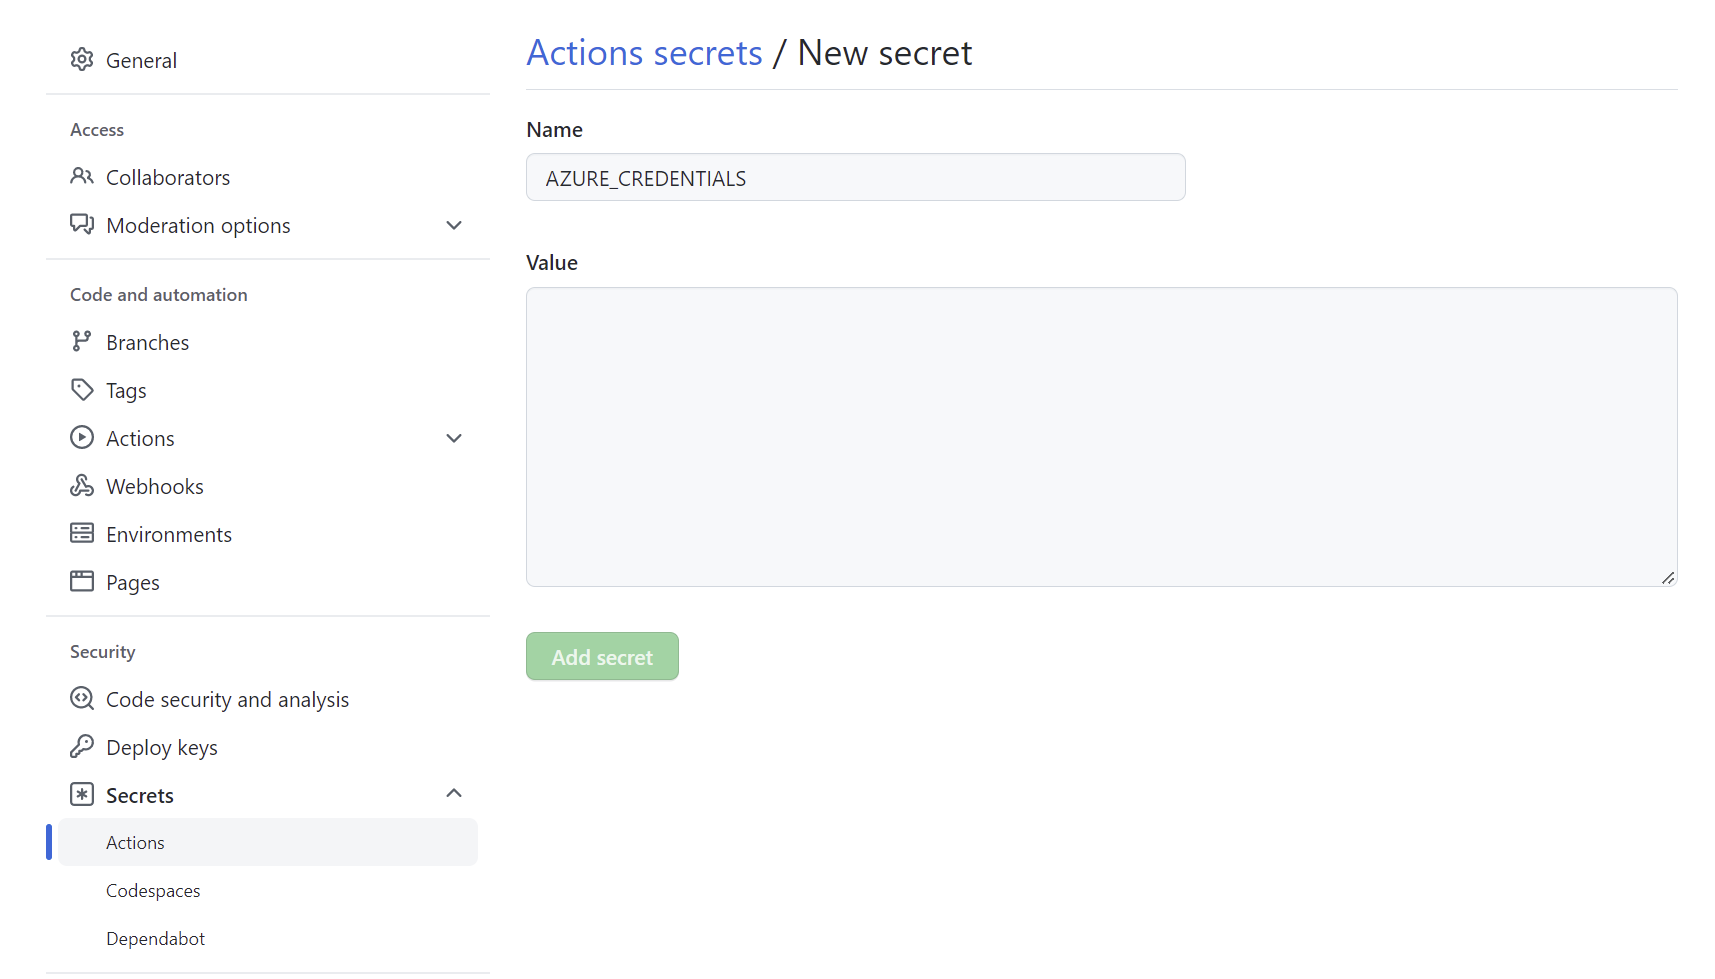 General
Access
Collaborators
Moderation options
Code and automation
Branches
Tags
Actions
Webhooks
Environments
Pages
Security
Code security and analysis
Deploy keys
Secrets
Actions
Codespaces
Dependabot
Actions secrets / New secret
Name
AZURE_CREDENTIALS
Value
Add secret